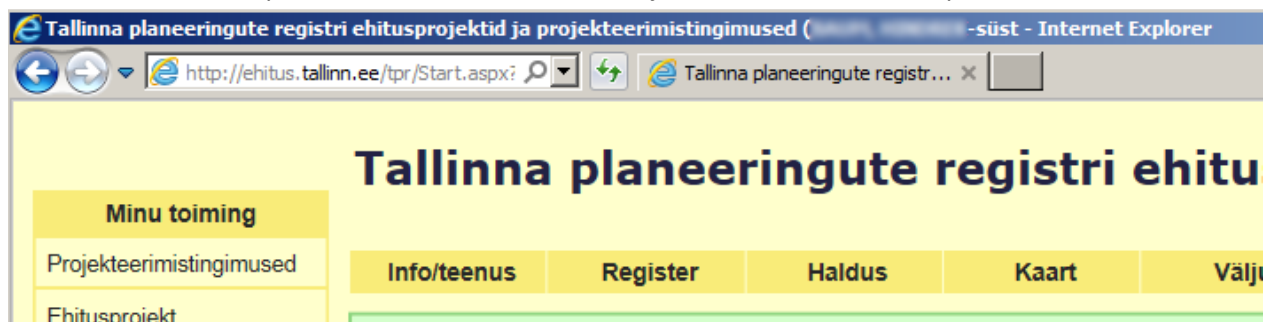 Tallinna planeeringute registri ehitusprojektid ja projekteerimistingimused ( -süst - Internet Explorer
http://ehitus.tallinn.ee/tpr/Start.aspx? Tallinna planeeringute registr...
Tallinna planeeringute registri ehitu
Minu toiming
Projekteerimistingimused
Info/teenus Register Haldus Kaart Välju
Ehitusprojekt